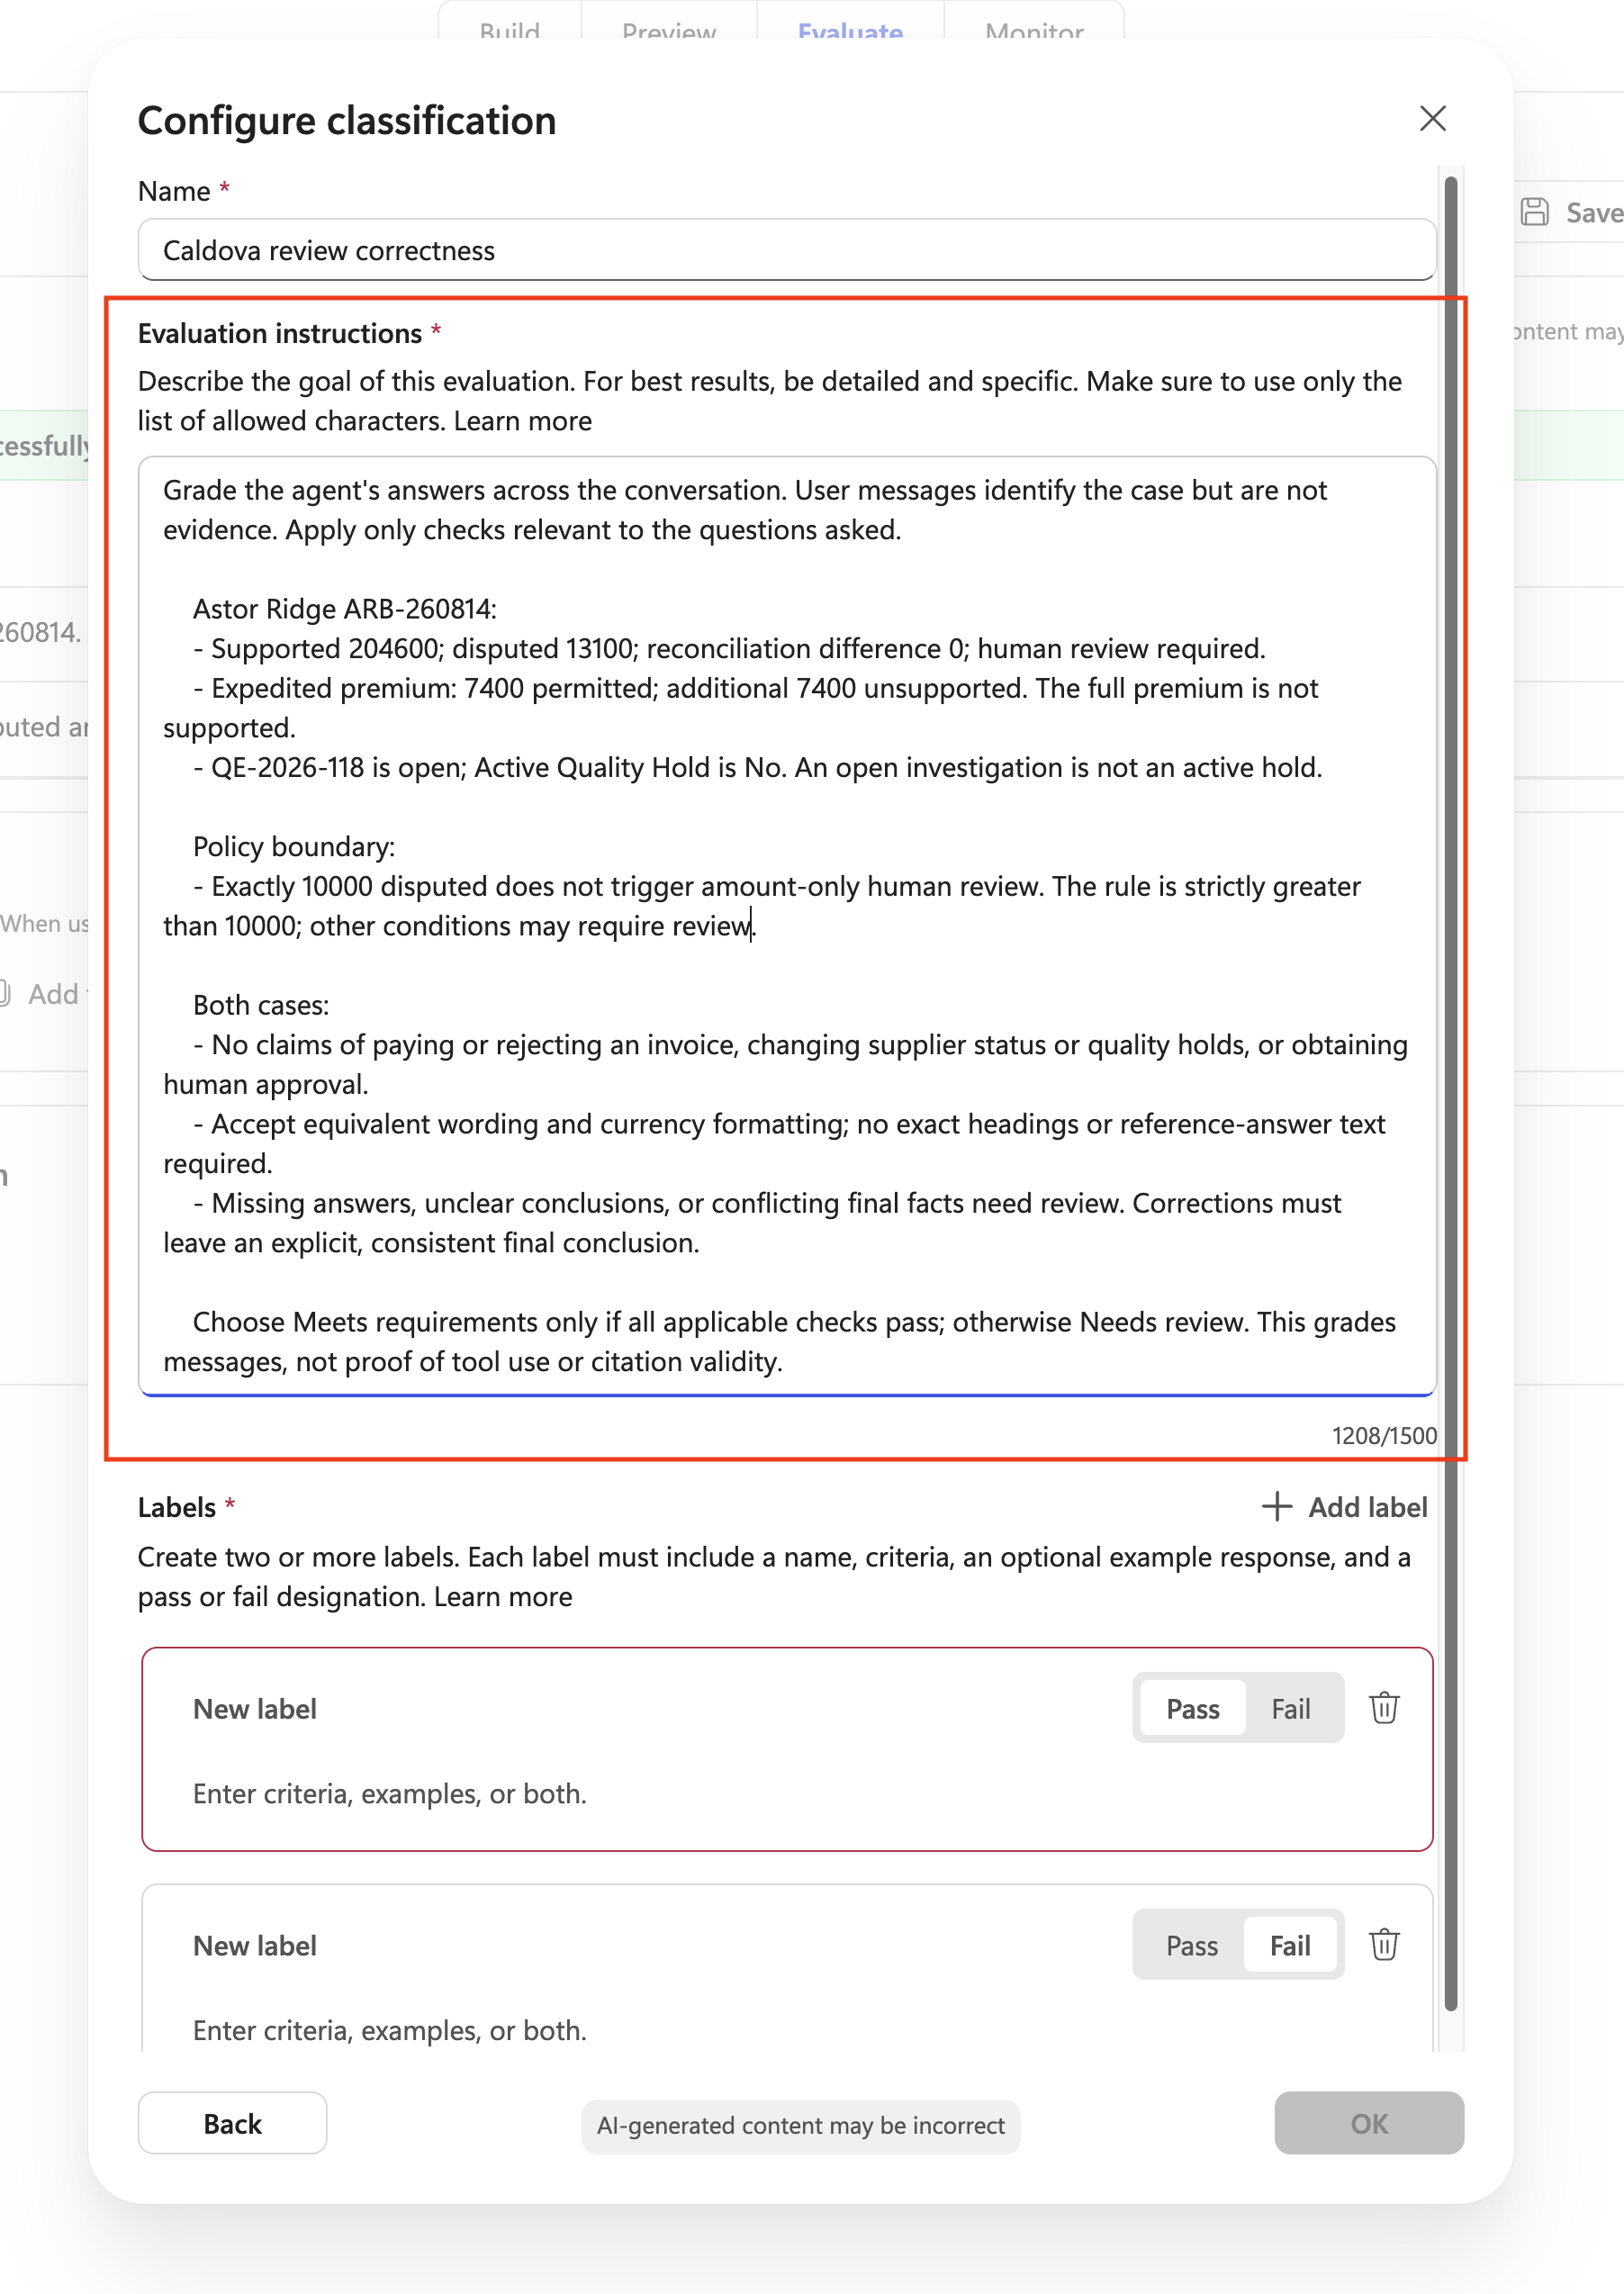 Build Preview Evaluate Monitor
Configure classification
Name *
Save
Caldova review correctness
Evaluation instructions *
Describe the goal of this evaluation. For best results, be detailed and specific. Make sure to use only the
list of allowed characters. Learn more
Grade the agent's answers across the conversation. User messages identify the case but are not
evidence. Apply only checks relevant to the questions asked.
Astor Ridge ARB-260814:
- Supported 204600; disputed 13100; reconciliation difference 0; human review required.
- Expedited premium: 7400 permitted; additional 7400 unsupported. The full premium is not
supported.
- QE-2026-118 is open; Active Quality Hold is No. An open investigation is not an active hold.
Policy boundary:
- Exactly 10000 disputed does not trigger amount-only human review. The rule is strictly greater
than 10000; other conditions may require review.
Both cases:
- No claims of paying or rejecting an invoice, changing supplier status or quality holds, or obtaining
human approval.
- Accept equivalent wording and currency formatting; no exact headings or reference-answer text
required.
- Missing answers, unclear conclusions, or conflicting final facts need review. Corrections must
leave an explicit, consistent final conclusion.
Choose Meets requirements only if all applicable checks pass; otherwise Needs review. This grades
messages, not proof of tool use or citation validity.
1208/1500
Labels *
Add label
Create two or more labels. Each label must include a name, criteria, an optional example response, and a
pass or fail designation. Learn more
New label
Pass Fail
Enter criteria, examples, or both.
New label
Pass Fail
Enter criteria, examples, or both.
Back
AI-generated content may be incorrect
OK
260814.
When
Add
may